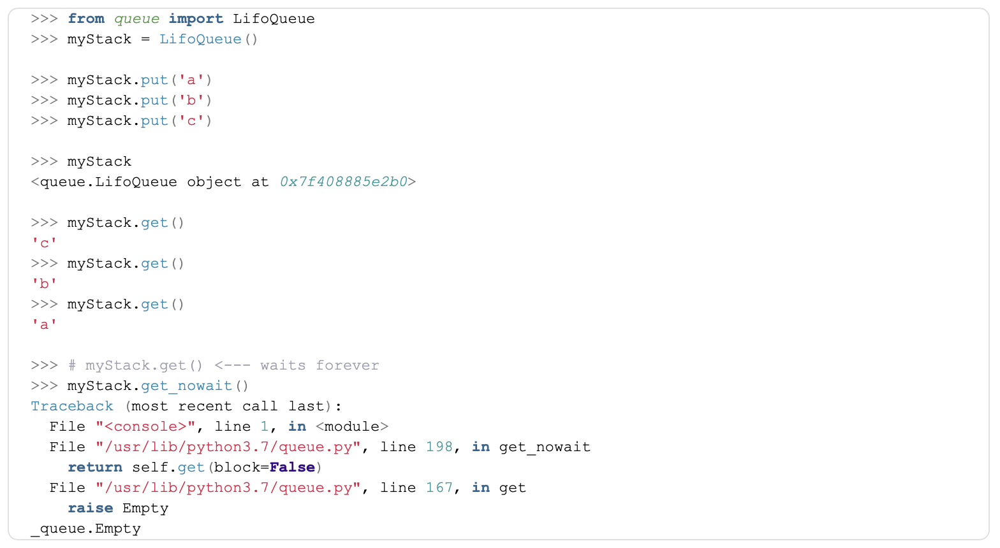 >>> from queue import LifoQueue
>>> myStack = LifoQueue()
>>> myStack.put('a')
>>> myStack.put('b')
>>> myStack.put('c')
>>> myStack
<queue.LifoQueue object at 0x7f408885e2b0>
>>> myStack.get()
'c'
>>> myStack.get()
'b'
>>> myStack.get()
'a'
>>> # myStack.get() <--- waits forever
>>> myStack.get_nowait()
Traceback (most recent call last):
  File "<console>", line 1, in <module>
  File "/usr/lib/python3.7/queue.py", line 198, in get_nowait
    return self.get(block=False)
  File "/usr/lib/python3.7/queue.py", line 167, in get
    raise Empty
_queue.Empty